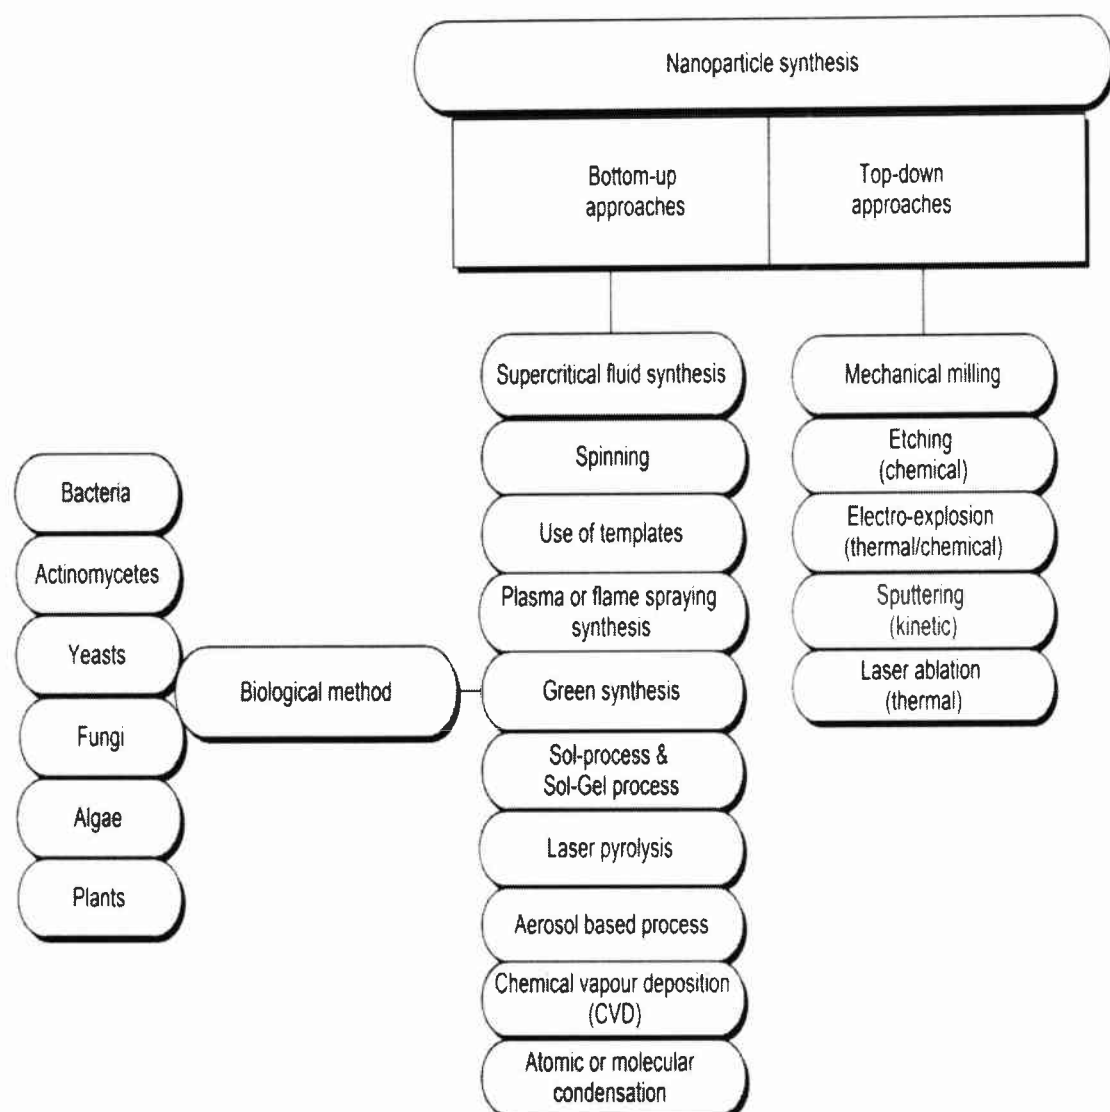 Nanoparticle synthesis
Bottom-up
approaches
Top-down
approaches
Supercritical fluid synthesis
Spinning
Use of templates
Plasma or flame spraying
synthesis
Green synthesis
Sol-process &
Sol-Gel process
Laser pyrolysis
Aerosol based process
Chemical vapour deposition
(CVD)
Atomic or molecular
condensation
Mechanical milling
Etching
(chemical)
Electro-explosion
(thermal/chemical)
Sputtering
(kinetic)
Laser ablation
(thermal)
Biological method
Bacteria
Actinomycetes
Yeasts
Fungi
Algae
Plants